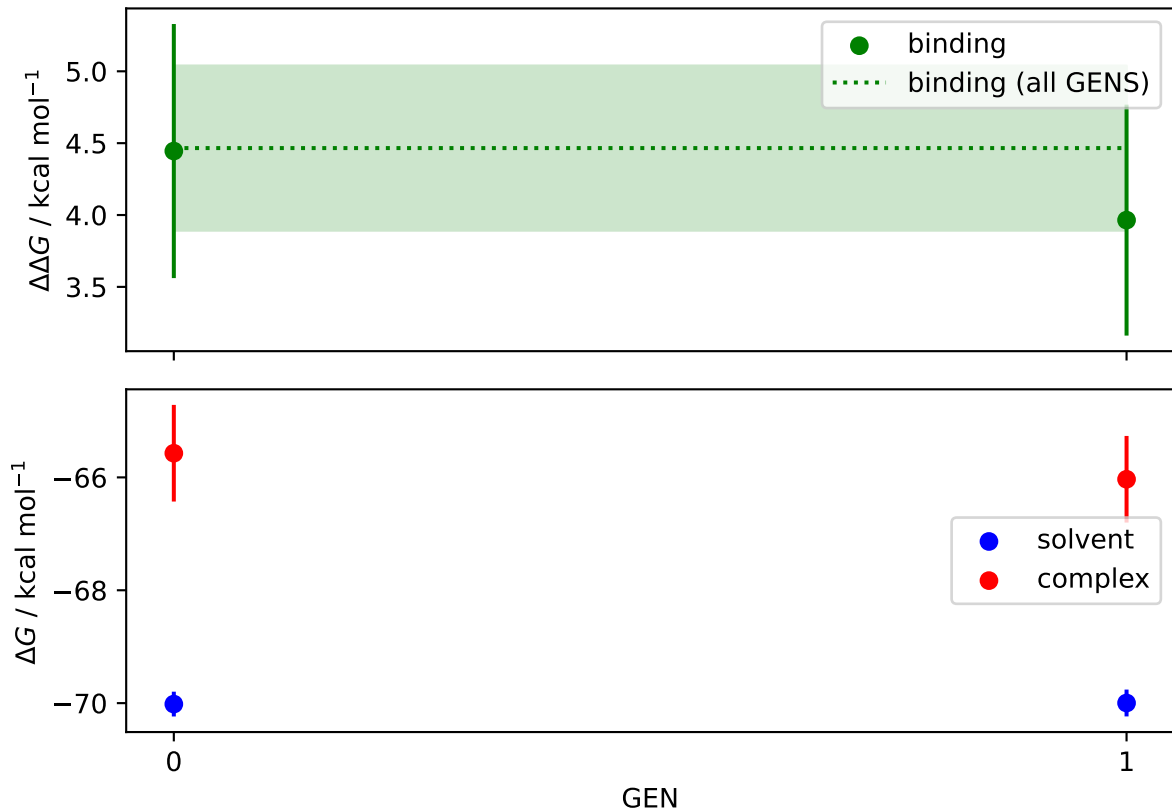 binding
binding (all GENS)
ΔΔG / kcal mol⁻¹
5.0
4.5
4.0
3.5
ΔG / kcal mol⁻¹
−66
−68
−70
solvent
complex
0
1
GEN